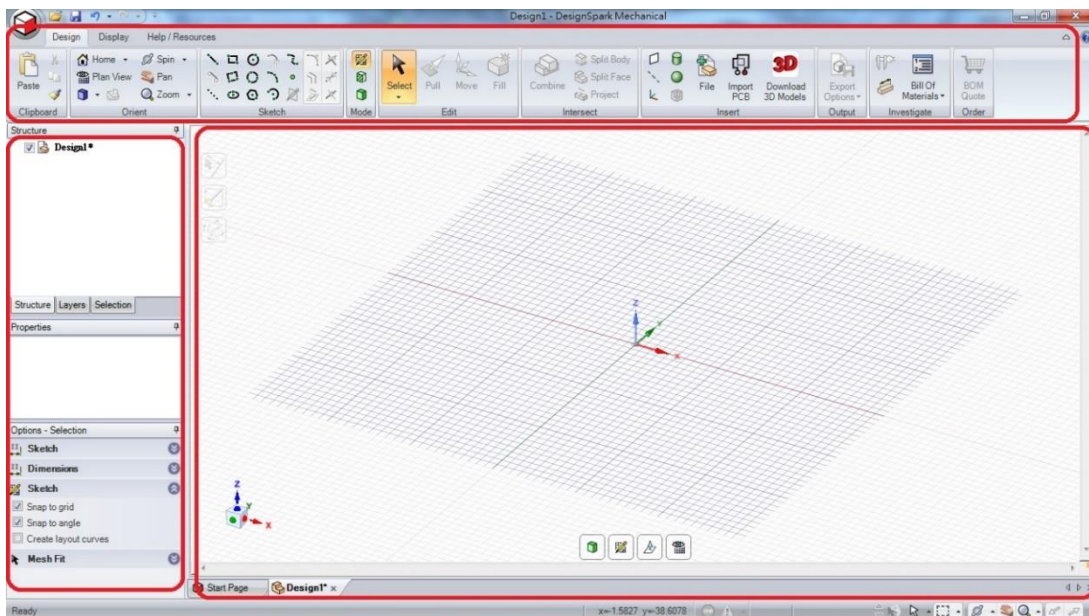 Design1 - DesignSpark Mechanical
Design Display Help / Resources
Paste
Home Spin
Plan View Pan
Zoom
Select Pull Move Fill
Combine
Split Body
Split Face
Project
File Import PCB 3D Download 3D Models
Export Options
Bill Of Materials
BOM Quote
Clipboard Orient Sketch Mode Edit Intersect Insert Output Investigate Order
Structure
Design1*
Z
Y
X
Structure Layers Selection
Properties
Options - Selection
Sketch
Dimensions
Sketch
Snap to grid
Snap to angle
Create layout curves
Mesh Fit
Z
Y
X
Start Page Design1* x
Ready x=-1.5827 y=-38.6078